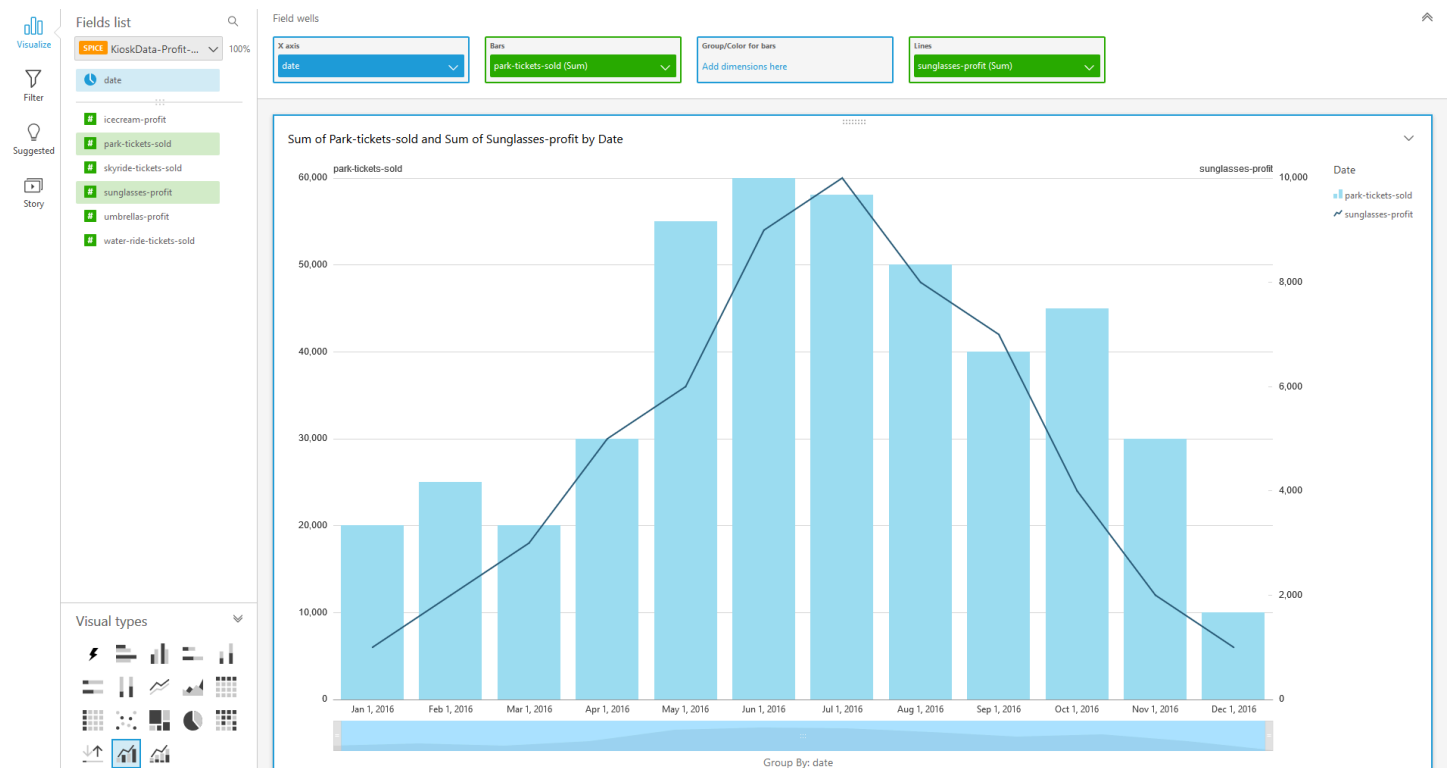 Visualize
Filter
Suggested
Story
Fields list
SPICE KioskData-Profit-... 100%
date
# icecream-profit
# park-tickets-sold
# skyride-tickets-sold
# sunglasses-profit
# umbrellas-profit
# water-ride-tickets-sold
Visual types
Field wells
X axis
date
Bars
park-tickets-sold (Sum)
Group/Color for bars
Add dimensions here
Lines
sunglasses-profit (Sum)
Sum of Park-tickets-sold and Sum of Sunglasses-profit by Date
park-tickets-sold
60,000
50,000
40,000
30,000
20,000
10,000
0
sunglasses-profit
10,000
8,000
6,000
4,000
2,000
0
Jan 1, 2016 Feb 1, 2016 Mar 1, 2016 Apr 1, 2016 May 1, 2016 Jun 1, 2016 Jul 1, 2016 Aug 1, 2016 Sep 1, 2016 Oct 1, 2016 Nov 1, 2016 Dec 1, 2016
Group By: date
Date
park-tickets-sold
sunglasses-profit